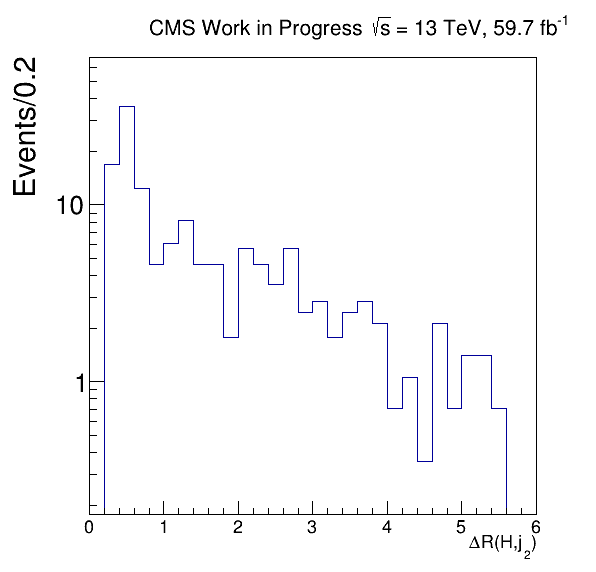 CMS Work in Progress √s = 13 TeV, 59.7 fb⁻¹
Events/0.2
10
1
0 1 2 3 4 5 6
ΔR(H,j₂)